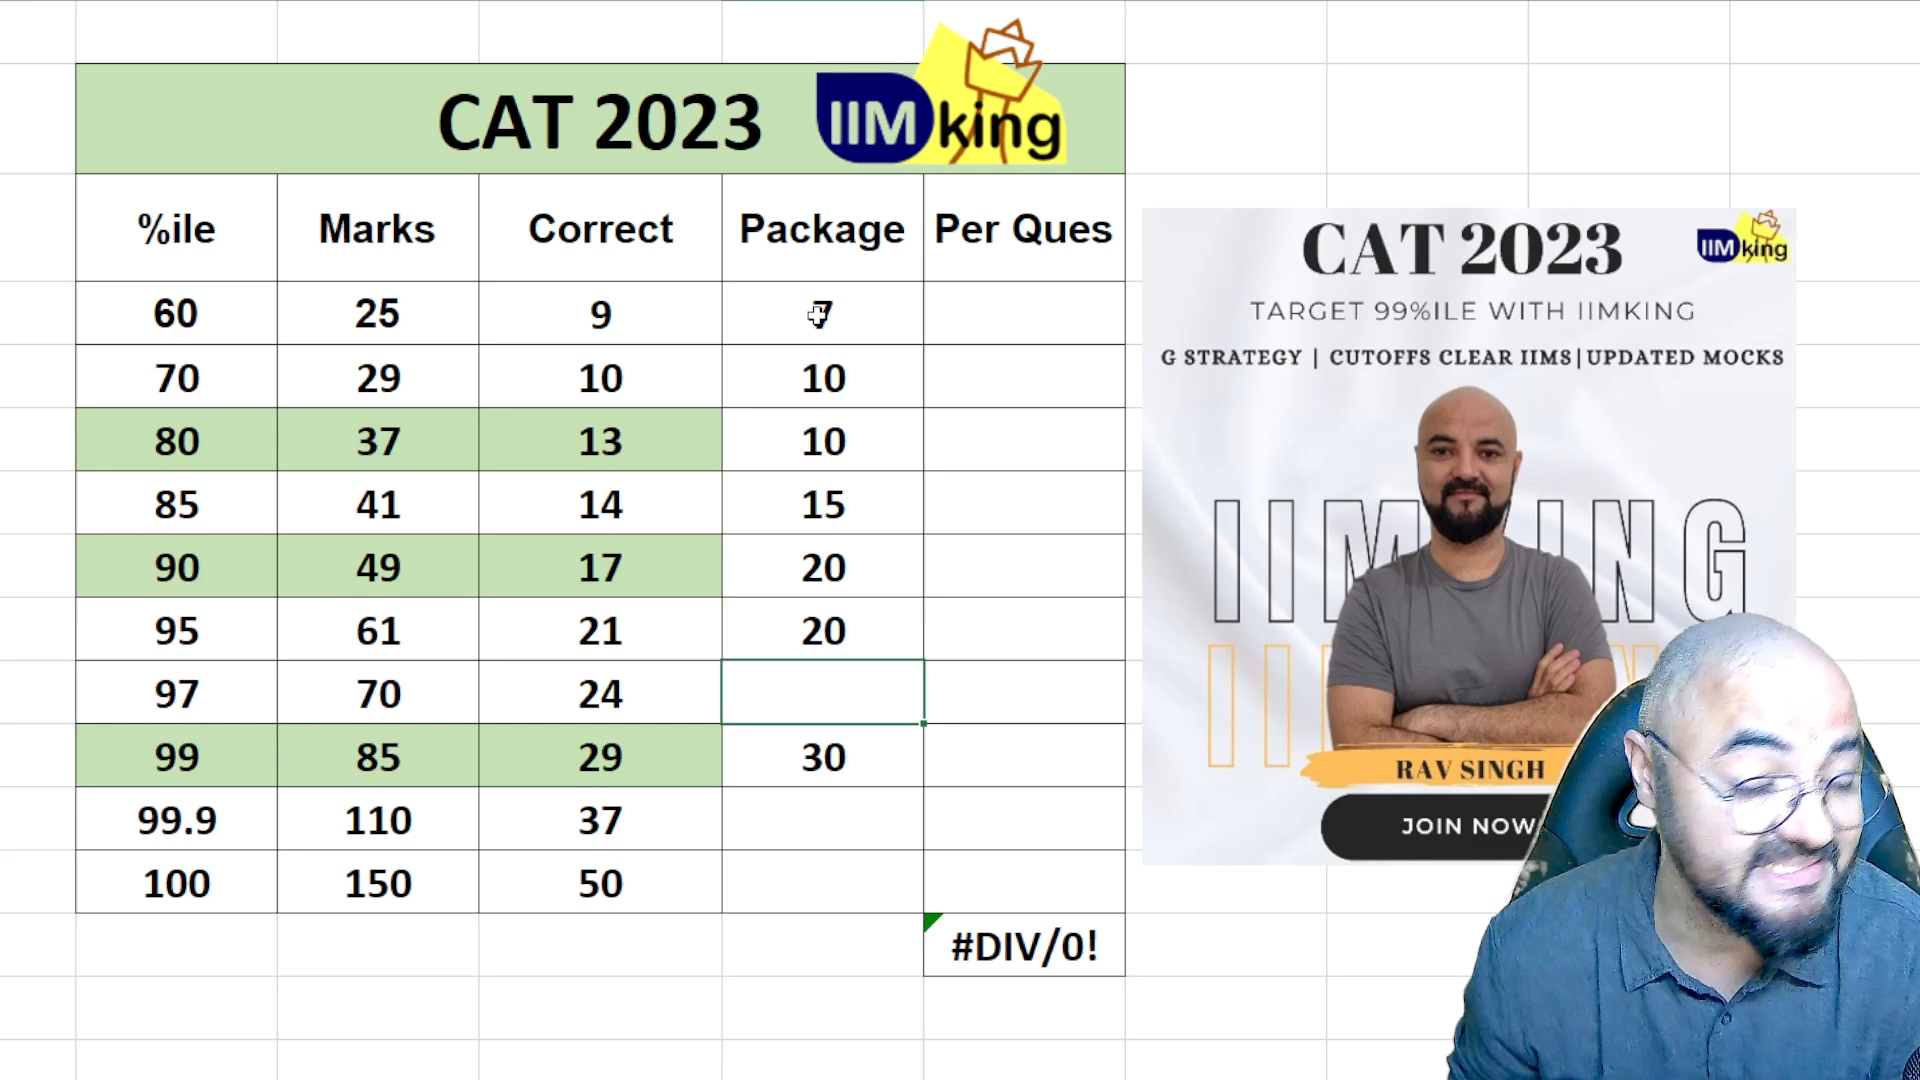 CAT 2023 IIM king
%ile Marks Correct Package Per Ques
60 25 9 7
70 29 10 10
80 37 13 10
85 41 14 15
90 49 17 20
95 61 21 20
97 70 24
99 85 29 30
99.9 110 37
100 150 50
#DIV/0!
CAT 2023 IIM king
TARGET 99%ILE WITH IIMKING
G STRATEGY | CUTOFFS CLEAR IIMS|UPDATED MOCKS
RAV SINGH
JOIN NOW